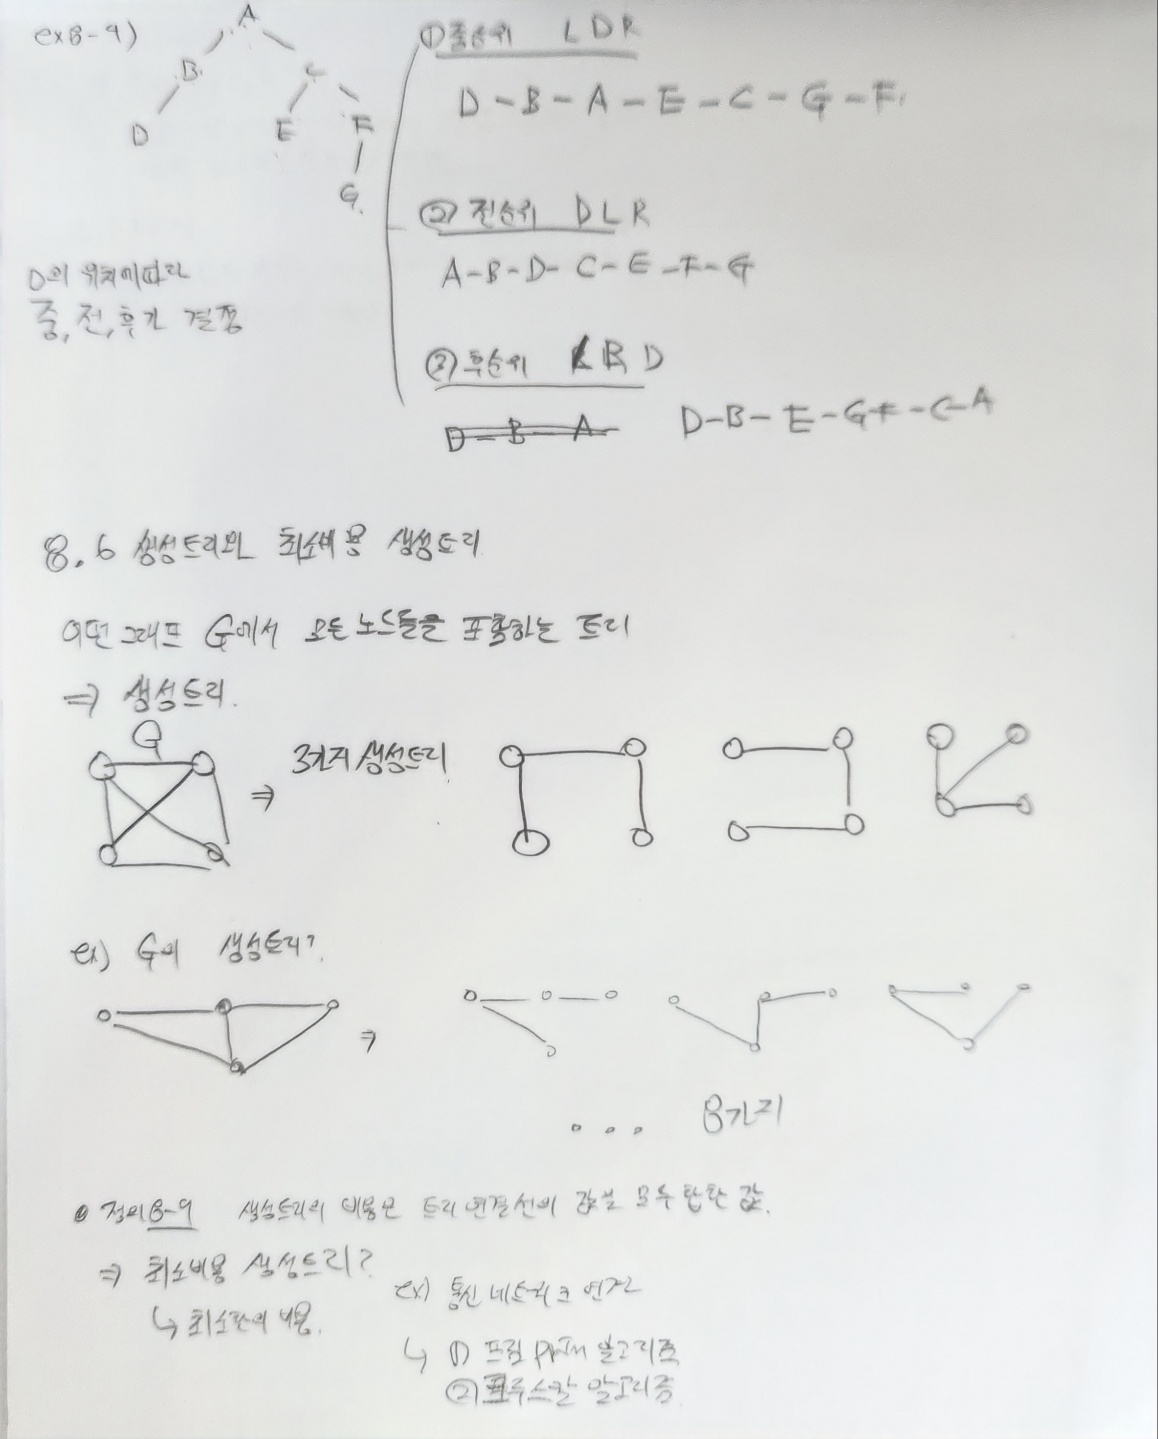 ex8-9)
A
B C
D E F
G.
① 중순위 LDR
D-B-A-E-C-G-F
② 전순위 DLR
A-B-D-C-E-F-G
D의 위치에따라
중,전,후가 결정
③ 후순위 LRD
D-B-A
D-B-E-GF-C-A
8.6 생성트리와 최소비용 생성트리
어떤 그래프 G에서 모든 노드들을 포함하는 트리
⇒ 생성트리.
G
⇒ 3가지 생성트리
ex) G의 생성트리?
⇒
... 8가지
정의8-9 생성트리의 비용은 트리 연결선의 값을 모두 합한 값.
⇒ 최소비용 생성트리?
↳ 최소한의 비용.
ex) 통신 네트워크 연결
↳ ① 프림 prim 알고리즘
② 크루스칼 알고리즘